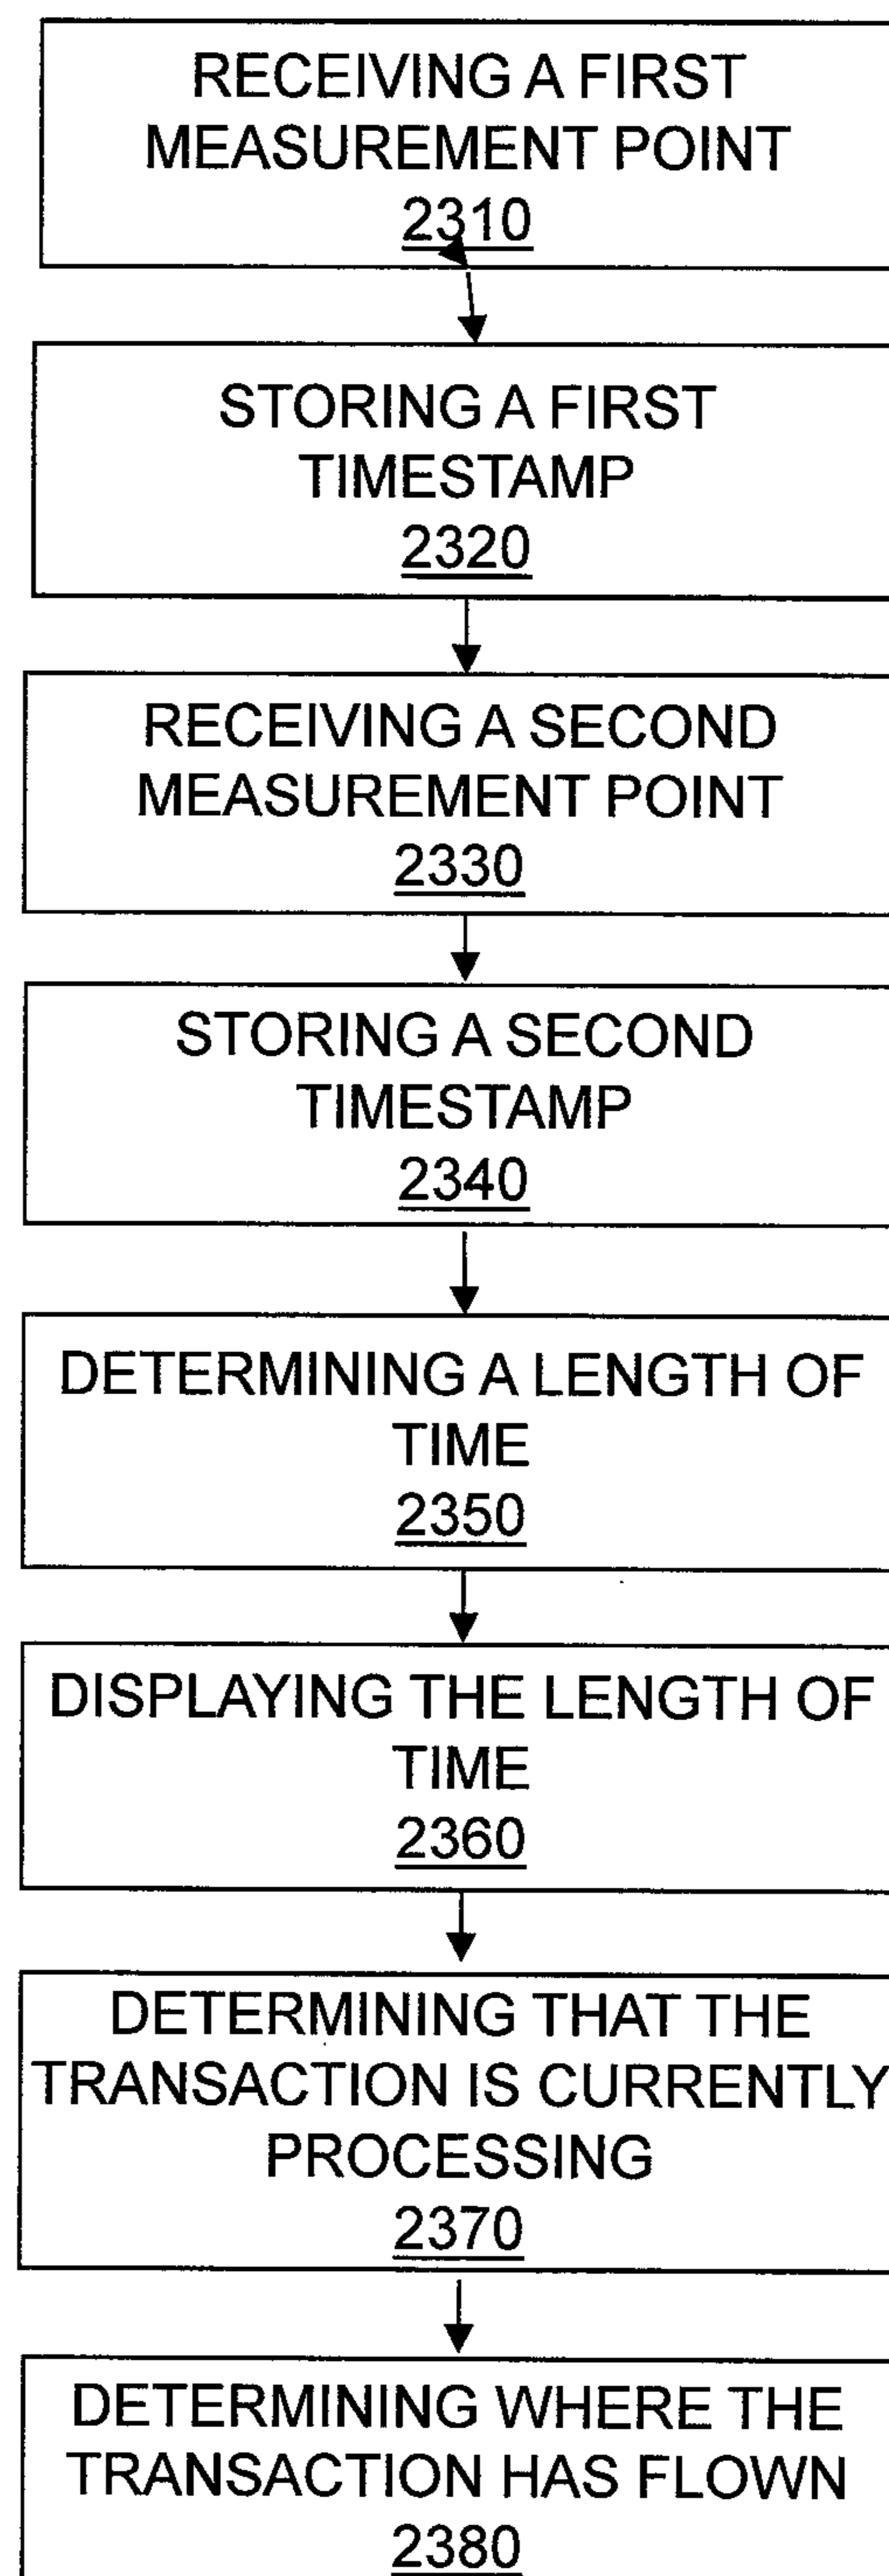 RECEIVING A FIRST
MEASUREMENT POINT
2310
STORING A FIRST
TIMESTAMP
2320
RECEIVING A SECOND
MEASUREMENT POINT
2330
STORING A SECOND
TIMESTAMP
2340
DETERMINING A LENGTH OF
TIME
2350
DISPLAYING THE LENGTH OF
TIME
2360
DETERMINING THAT THE
TRANSACTION IS CURRENTLY
PROCESSING
2370
DETERMINING WHERE THE
TRANSACTION HAS FLOWN
2380